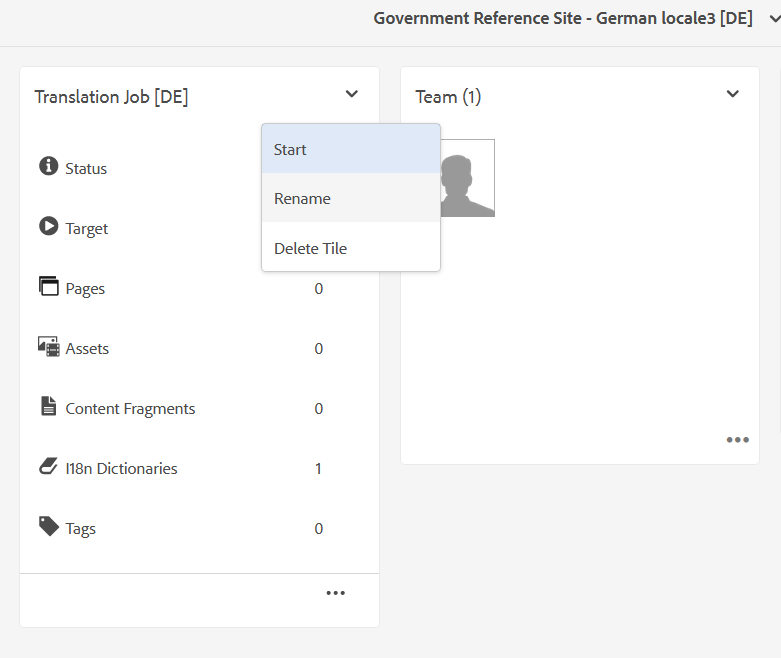 Government Reference Site - German locale3 [DE]
Translation Job [DE]
Team (1)
Start
Rename
Delete Tile
Status
Target
Pages 0
Assets 0
Content Fragments 0
I18n Dictionaries 1
Tags 0